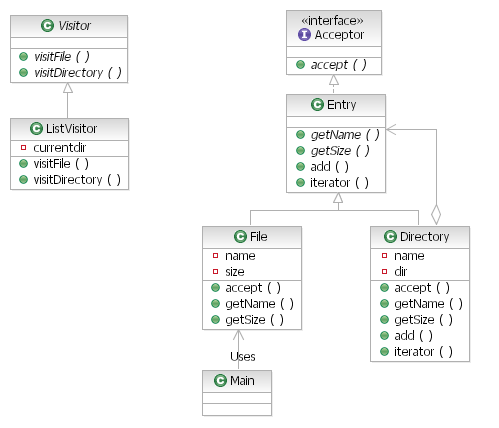 Visitor
visitFile ( )
visitDirectory ( )
ListVisitor
currentdir
visitFile ( )
visitDirectory ( )
«interface»
Acceptor
accept ( )
Entry
getName ( )
getSize ( )
add ( )
iterator ( )
File
name
size
accept ( )
getName ( )
getSize ( )
Directory
name
dir
accept ( )
getName ( )
getSize ( )
add ( )
iterator ( )
Uses
Main